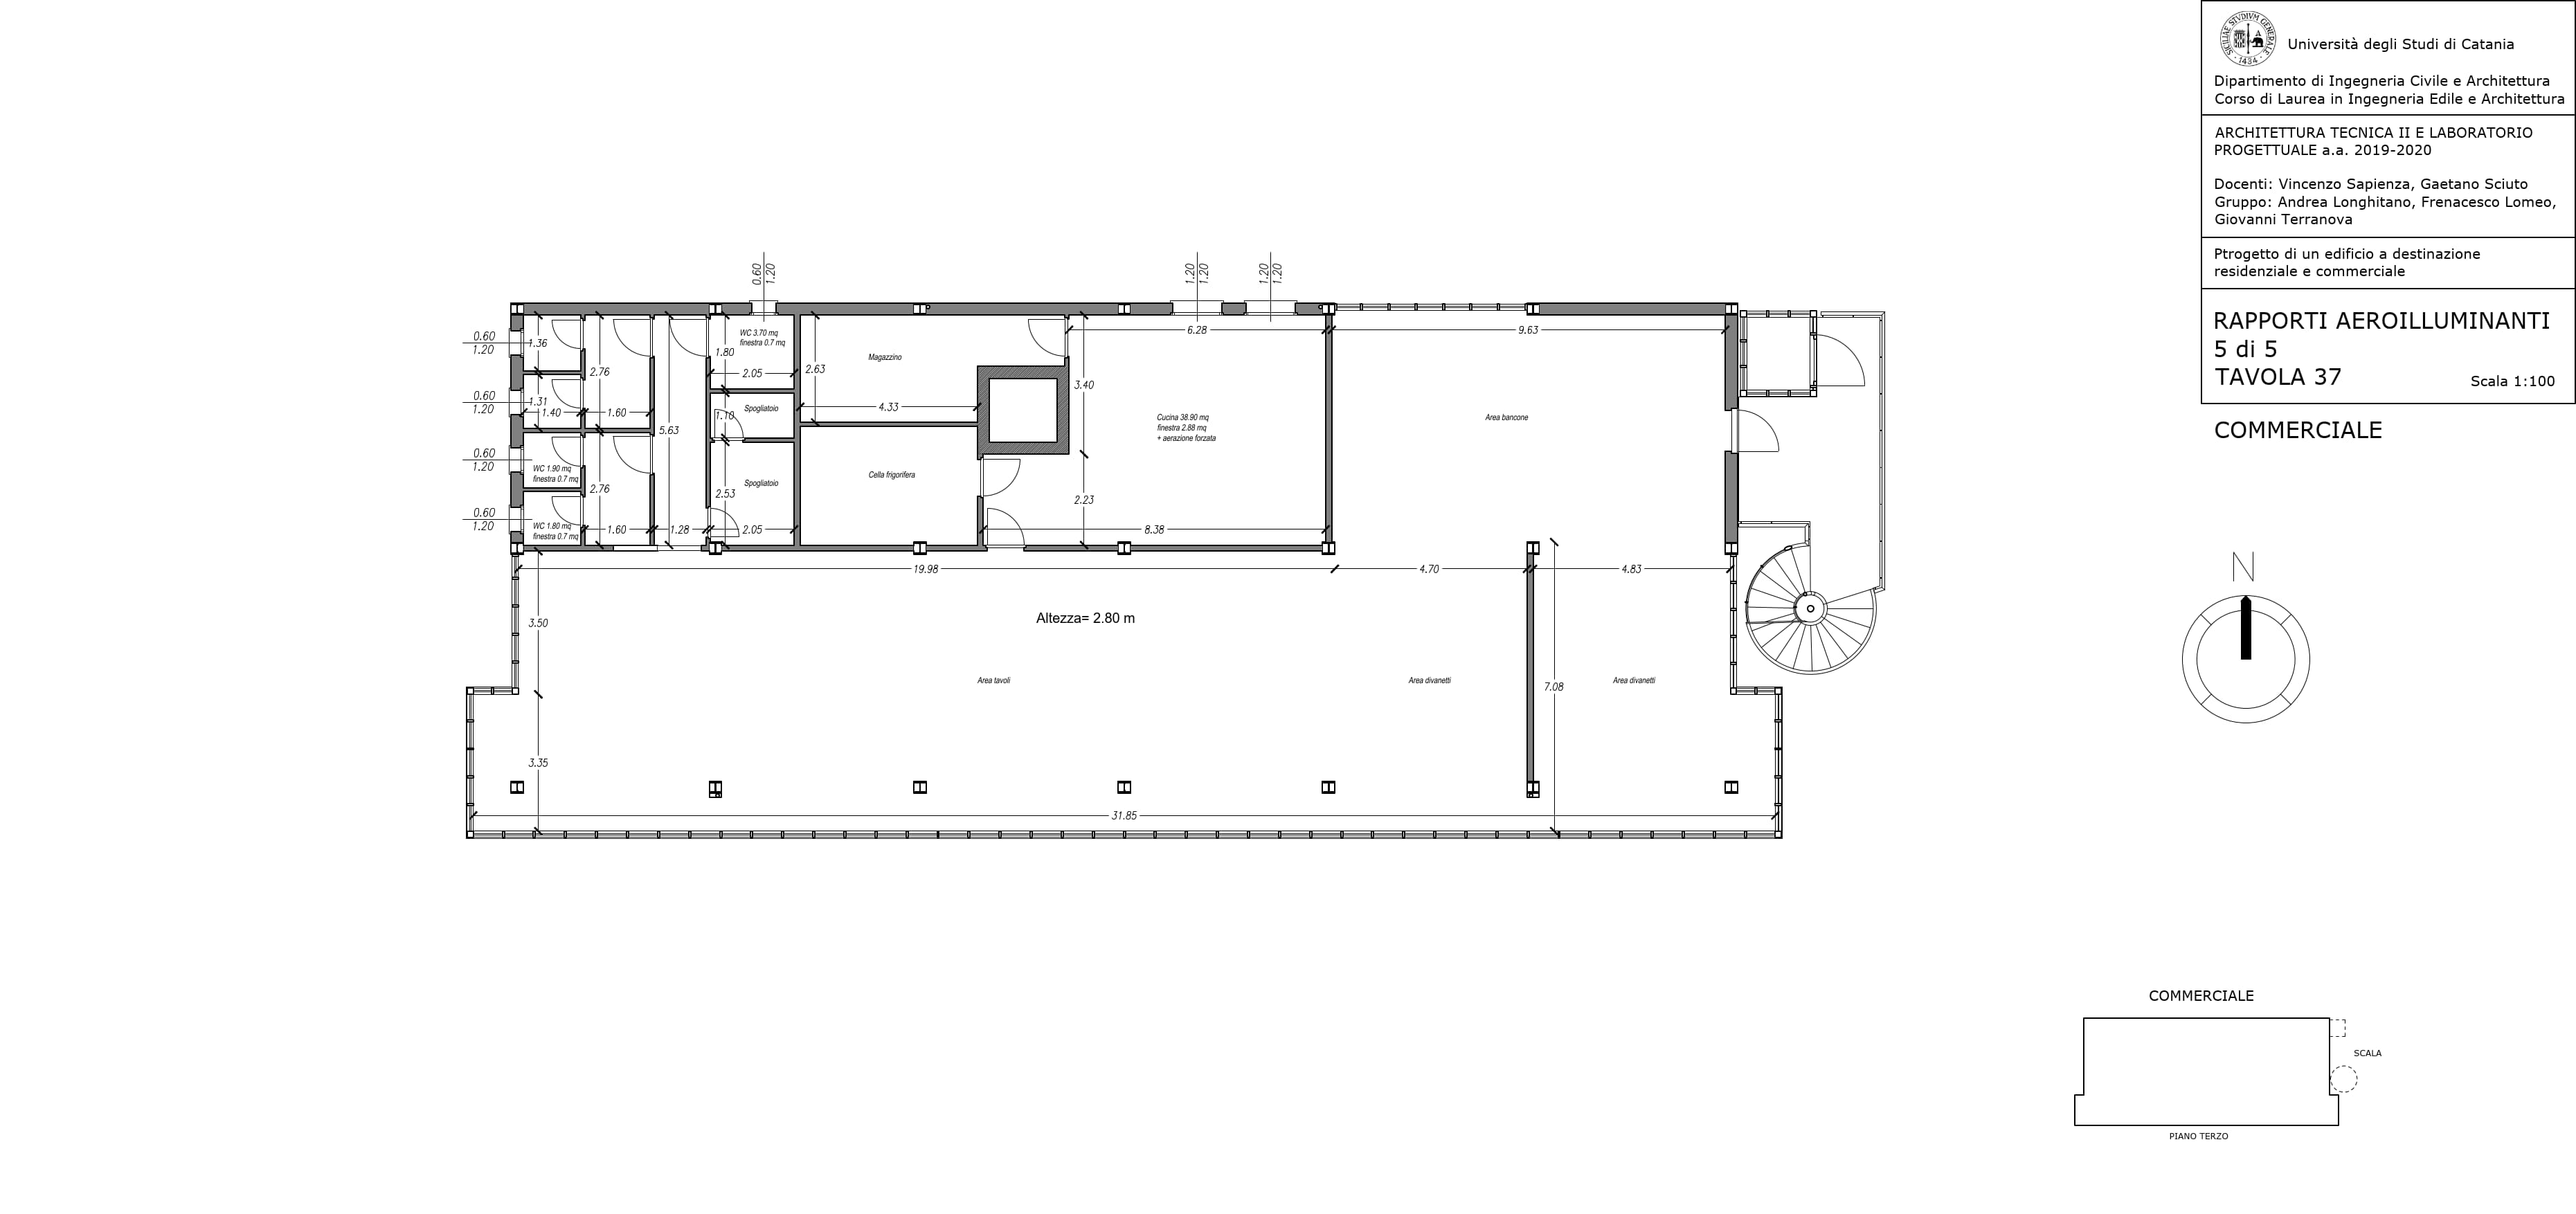 SICILIAE STVDIVM GENERALE
· 1434 ·
Università degli Studi di Catania
Dipartimento di Ingegneria Civile e Architettura
Corso di Laurea in Ingegneria Edile e Architettura
ARCHITETTURA TECNICA II E LABORATORIO
PROGETTUALE a.a. 2019-2020
Docenti: Vincenzo Sapienza, Gaetano Sciuto
Gruppo: Andrea Longhitano, Frenacesco Lomeo,
Giovanni Terranova
Ptrogetto di un edificio a destinazione
residenziale e commerciale
RAPPORTI AEROILLUMINANTI
5 di 5
TAVOLA 37
Scala 1:100
COMMERCIALE
0.60
1.20
1.20
1.20
1.20
1.20
0.60
1.20
0.60
1.20
0.60
1.20
0.60
1.20
1.36
1.31
1.40
2.76
1.60
5.63
2.76
1.60
1.28
WC 3.70 mq
finestra 0.7 mq
1.80
2.05
1.10
Spogliatoio
2.53
Spogliatoio
2.05
WC 1.90 mq
finestra 0.7 mq
WC 1.80 mq
finestra 0.7 mq
Magazzino
2.63
4.33
Cella frigorifera
6.28
3.40
Cucina 38.90 mq
finestra 2.88 mq
+ aerazione forzata
2.23
8.38
9.63
Area bancone
19.98
4.70
4.83
3.50
Altezza= 2.80 m
Area tavoli
Area divanetti
Area divanetti
7.08
3.35
31.85
N
COMMERCIALE
SCALA
PIANO TERZO